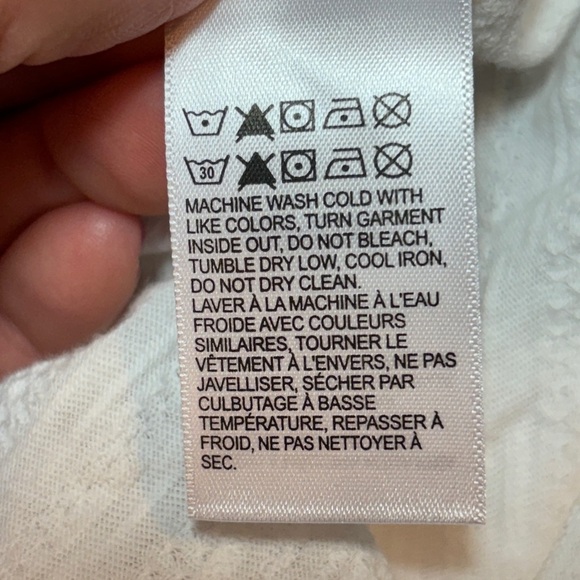 30
MACHINE WASH COLD WITH
LIKE COLORS, TURN GARMENT
INSIDE OUT, DO NOT BLEACH,
TUMBLE DRY LOW, COOL IRON,
DO NOT DRY CLEAN.
LAVER À LA MACHINE À L'EAU
FROIDE AVEC COULEURS
SIMILAIRES, TOURNER LE
VÊTEMENT À L'ENVERS, NE PAS
JAVELLISER, SÉCHER PAR
CULBUTAGE À BASSE
TEMPÉRATURE, REPASSER À
FROID, NE PAS NETTOYER À
SEC.